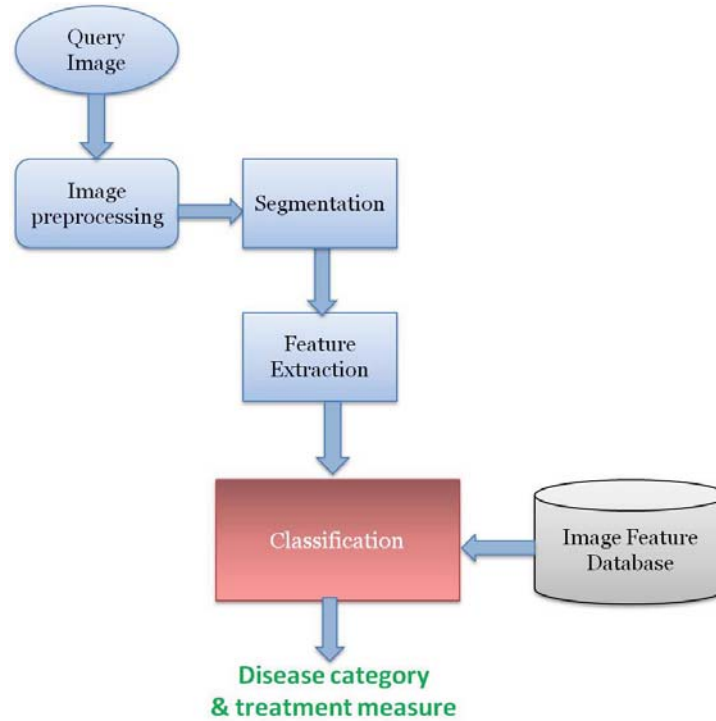 Query
Image
Image
preprocessing
Segmentation
Feature
Extraction
Classification
Image Feature
Database
Disease category
& treatment measure